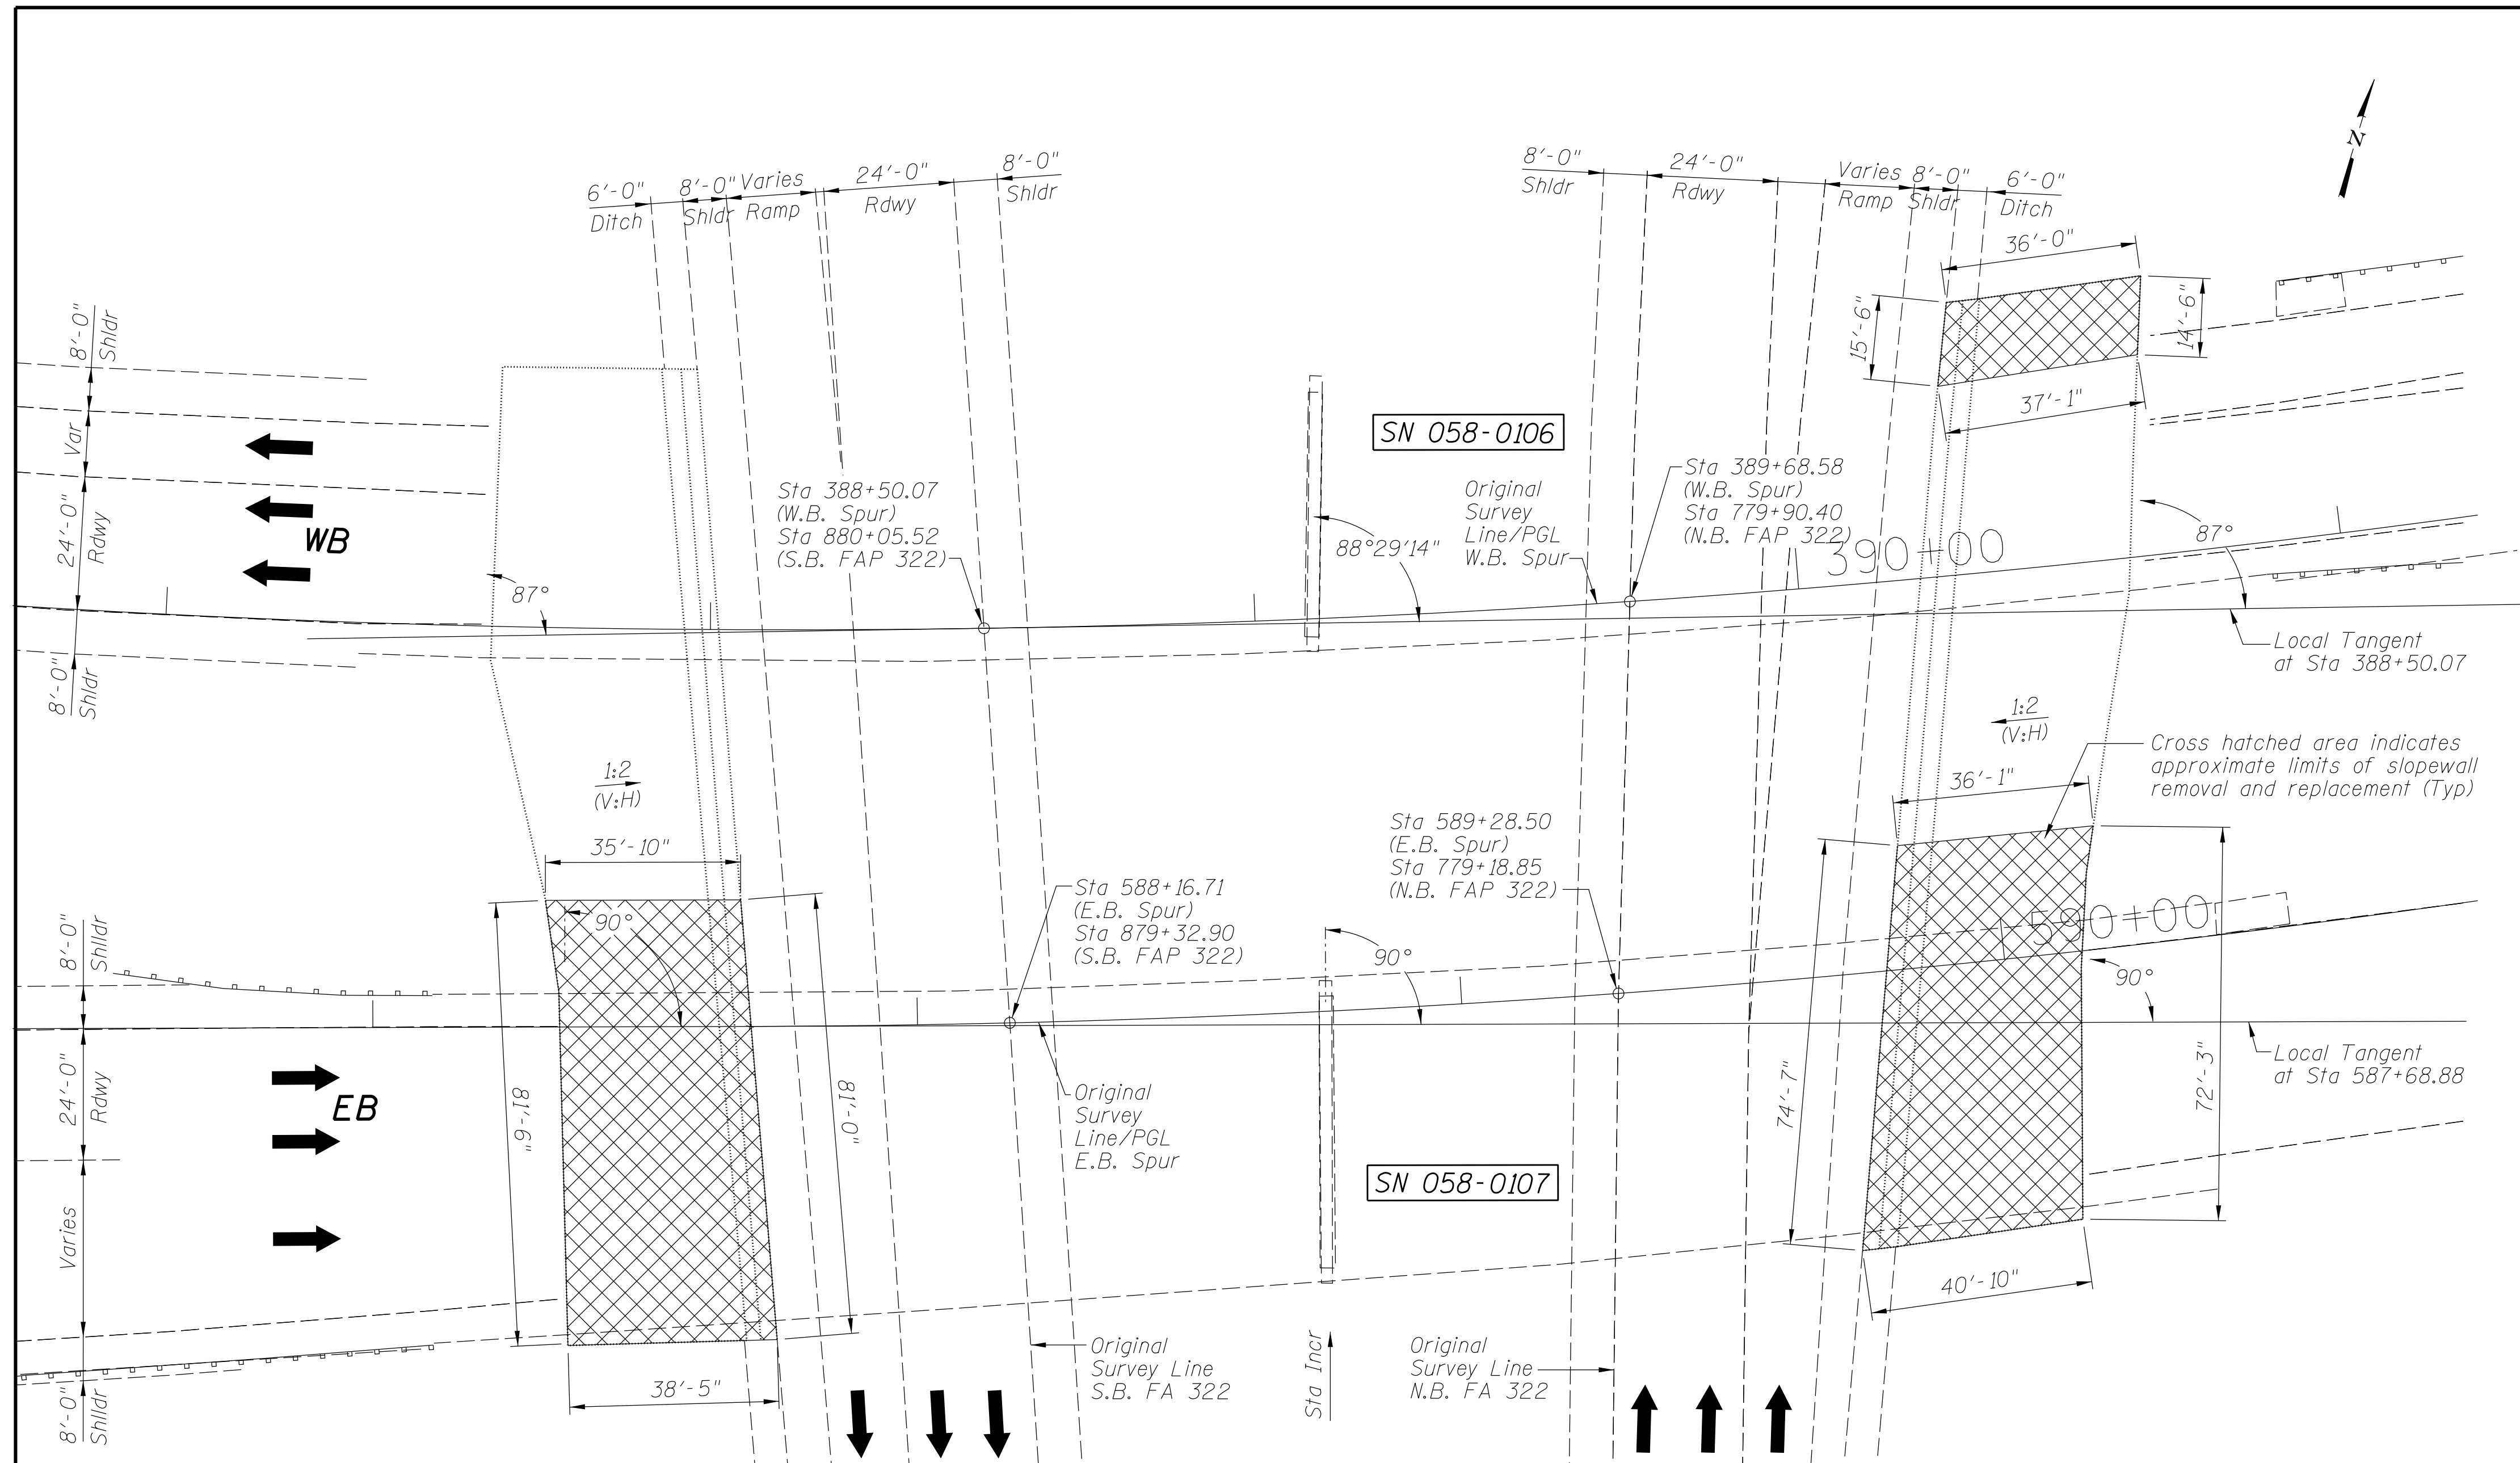 6'-0"
Ditch
8'-0"
Shldr
Varies
Ramp
24'-0"
Rdwy
8'-0"
Shldr
8'-0"
Shldr
24'-0"
Rdwy
Varies
Ramp
8'-0"
Shldr
6'-0"
Ditch
N
36'-0"
15'-6"
14'-6"
37'-1"
8'-0"
Shldr
Var
24'-0"
Rdwy
8'-0"
Shldr
WB
87°
Sta 388+50.07
(W.B. Spur)
Sta 880+05.52
(S.B. FAP 322)
SN 058-0106
88°29'14"
Original
Survey
Line/PGL
W.B. Spur
Sta 389+68.58
(W.B. Spur)
Sta 779+90.40
(N.B. FAP 322)
390+00
87°
Local Tangent
at Sta 388+50.07
1:2
(V:H)
1:2
(V:H)
Cross hatched area indicates
approximate limits of slopewall
removal and replacement (Typ)
35'-10"
36'-1"
90°
Sta 588+16.71
(E.B. Spur)
Sta 879+32.90
(S.B. FAP 322)
90°
Sta 589+28.50
(E.B. Spur)
Sta 779+18.85
(N.B. FAP 322)
590+00
90°
Local Tangent
at Sta 587+68.88
8'-0"
Shlldr
24'-0"
Rdwy
Varies
8'-0"
Shlldr
EB
81'-6"
81'-0"
Original
Survey
Line/PGL
E.B. Spur
SN 058-0107
74'-7"
72'-3"
40'-10"
38'-5"
Original
Survey Line
S.B. FA 322
Sta Incr
Original
Survey Line
N.B. FA 322